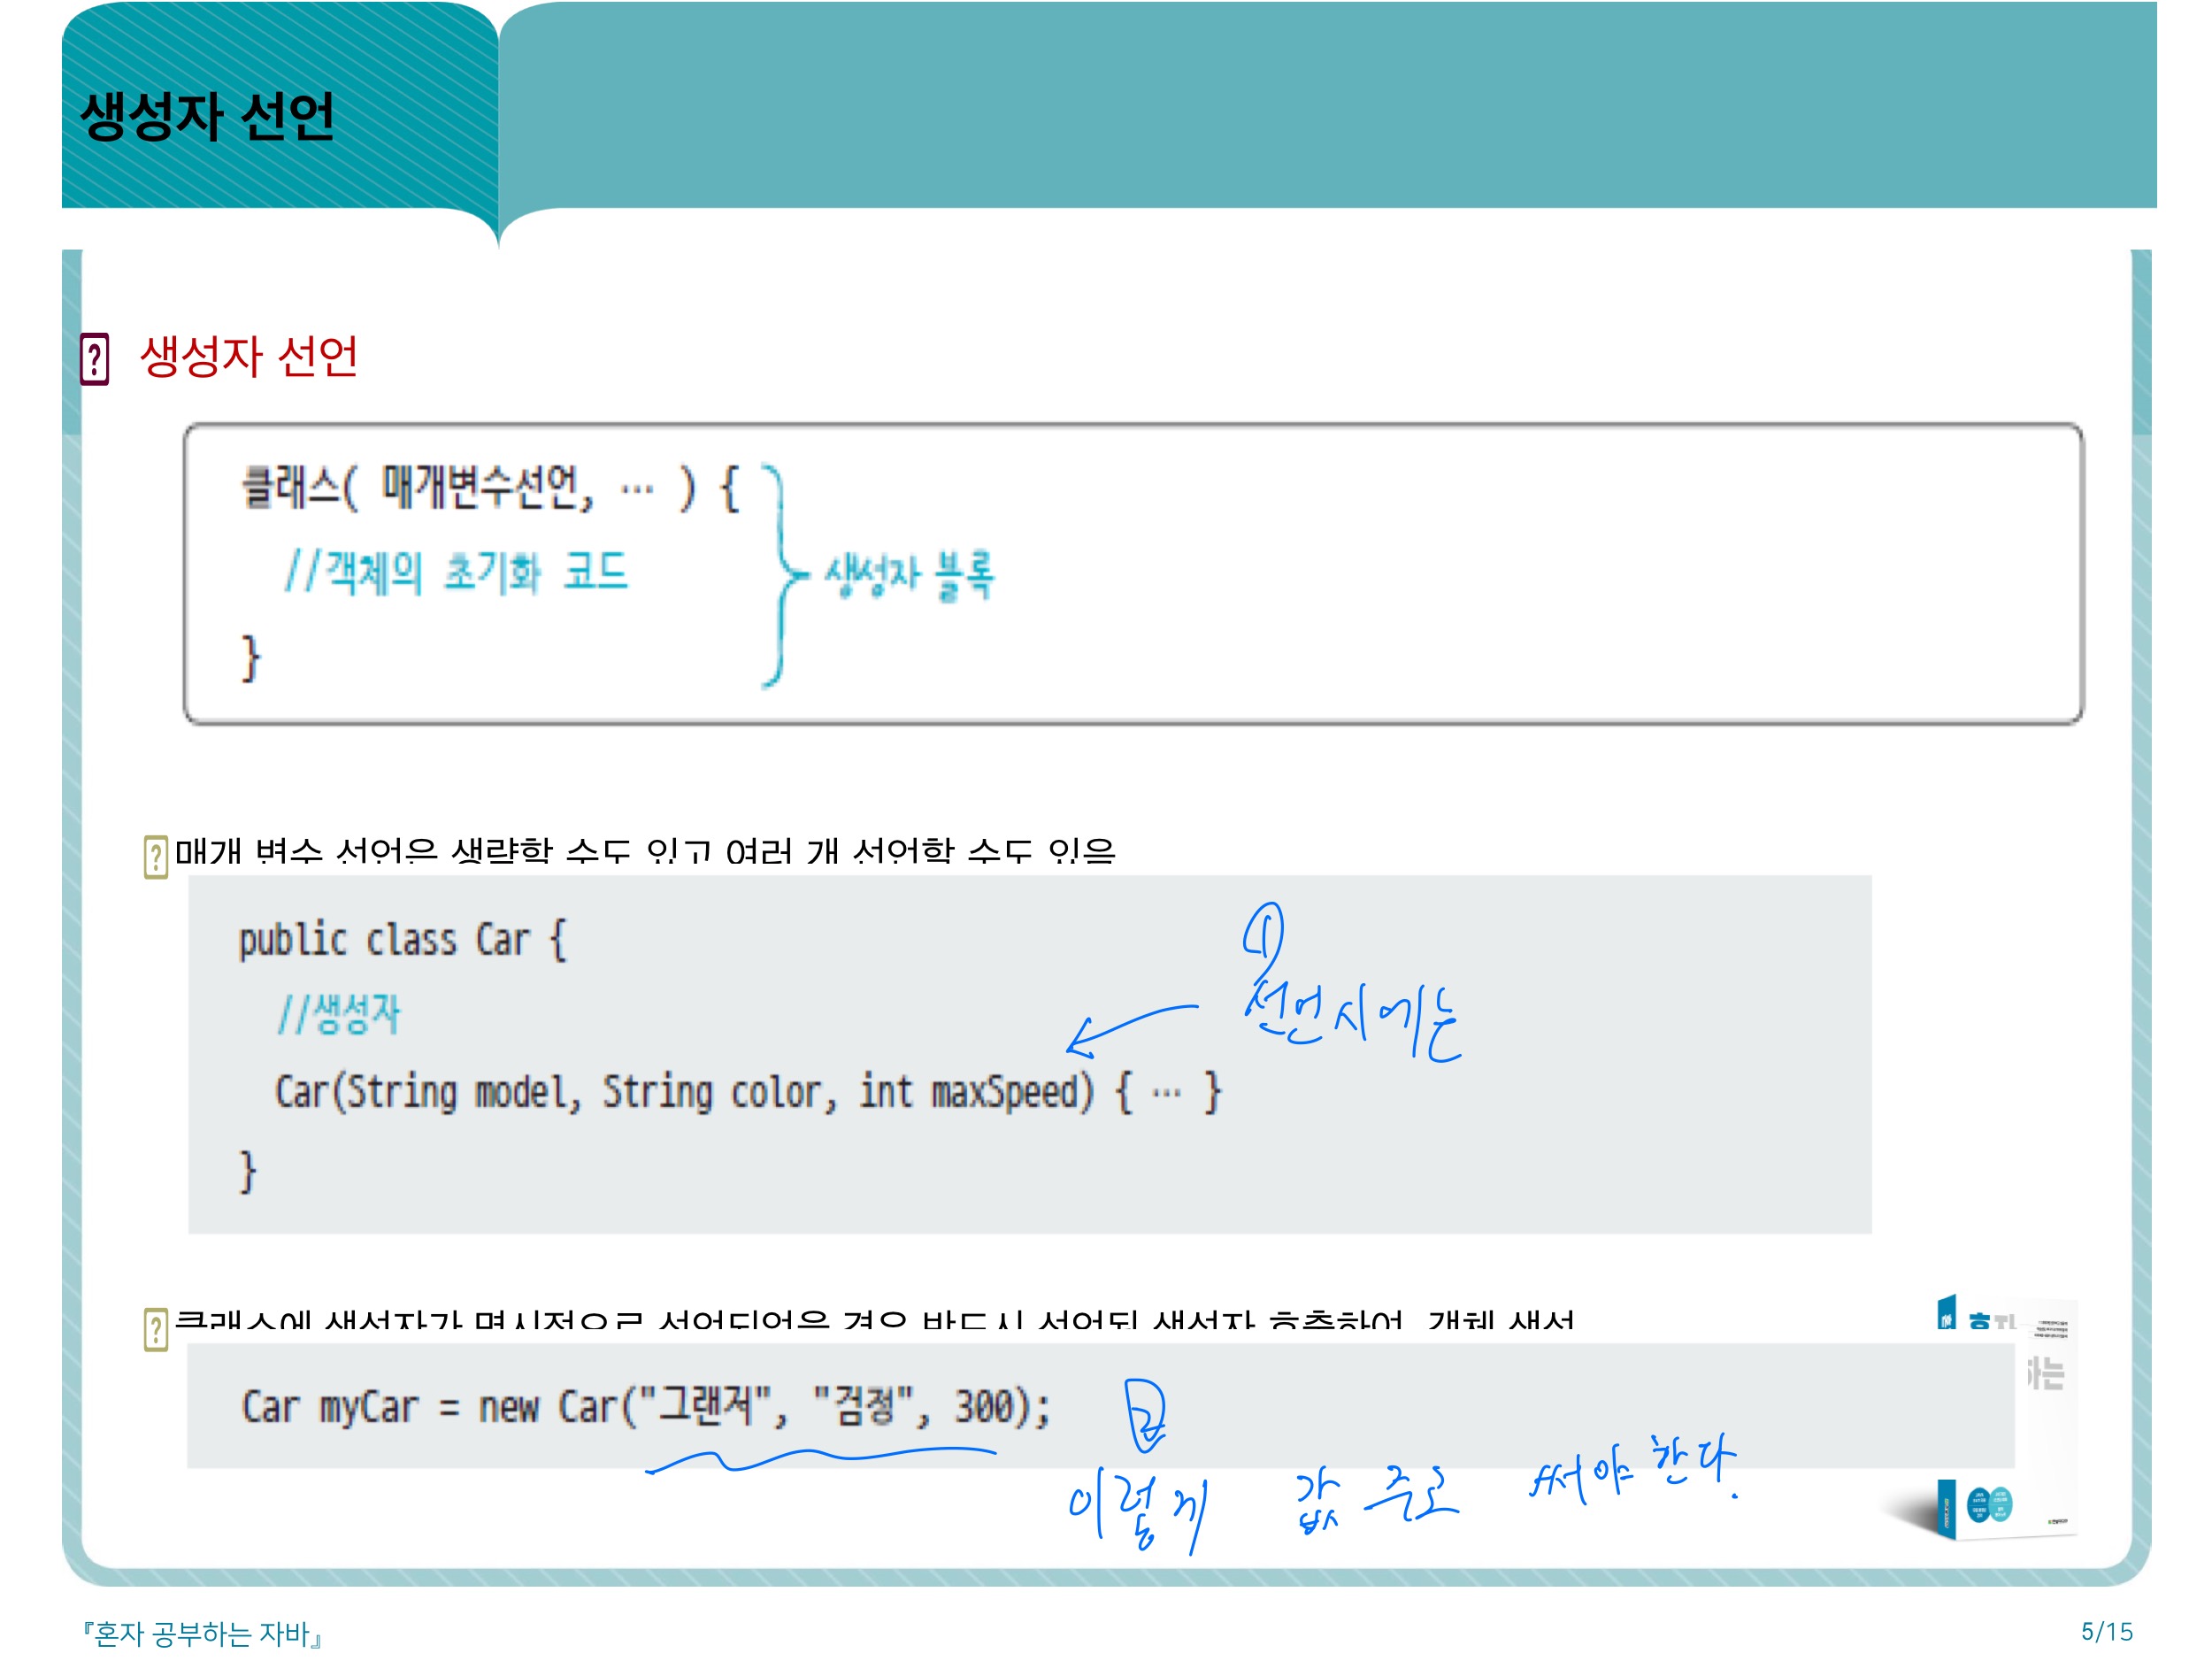 생성자 선언
생성자 선언
클래스( 매개변수선언, … ) {
//객체의 초기화 코드
생성자 블록
}
매개 변수 선언은 생략할 수도 있고 여러 개 선언할 수도 있음
public class Car {
①
//생성자
선언시에는
Car(String model, String color, int maxSpeed) { … }
}
클래스에 생성자가 명시적으로 선언되었을 경우 반드시 선언된 생성자 호출하여 객체 생성
Car myCar = new Car("그랜저", "검정", 300);
②
이렇게 값 주로 써야 한다.
『혼자 공부하는 자바』
5/15